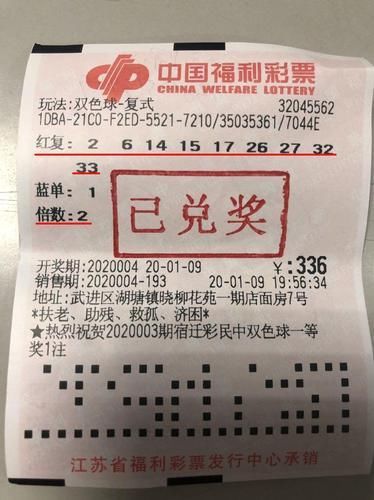 中国福利彩票
CHINA WELFARE LOTTERY
玩法:双色球-复式 32045562
1DBA-21C0-F2ED-5521-7210/35035361/7044E
红复: 2 6 14 15 17 26 27 32
33
蓝单: 1
倍数: 2
已兑奖
开奖期:2020004 20-01-09 ¥:336
销售期:2020004-193 20-01-09 19:56:34
地址:武进区湖塘镇晓柳花苑一期店面房7号
*扶老、助残、救孤、济困*
★热烈祝贺2020003期宿迁彩民中双色球一等
奖1注
江苏省福利彩票发行中心承销